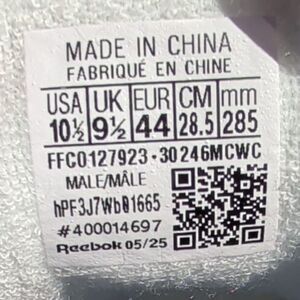 MADE IN CHINA
FABRIQUÉ EN CHINE
USA UK EUR CM mm
10½ 9½ 44 28.5 285
FFC0127923-30246MCWC
MALE/MÂLE
hPF3J7Wb01665
#400014697
Reebok 05/25